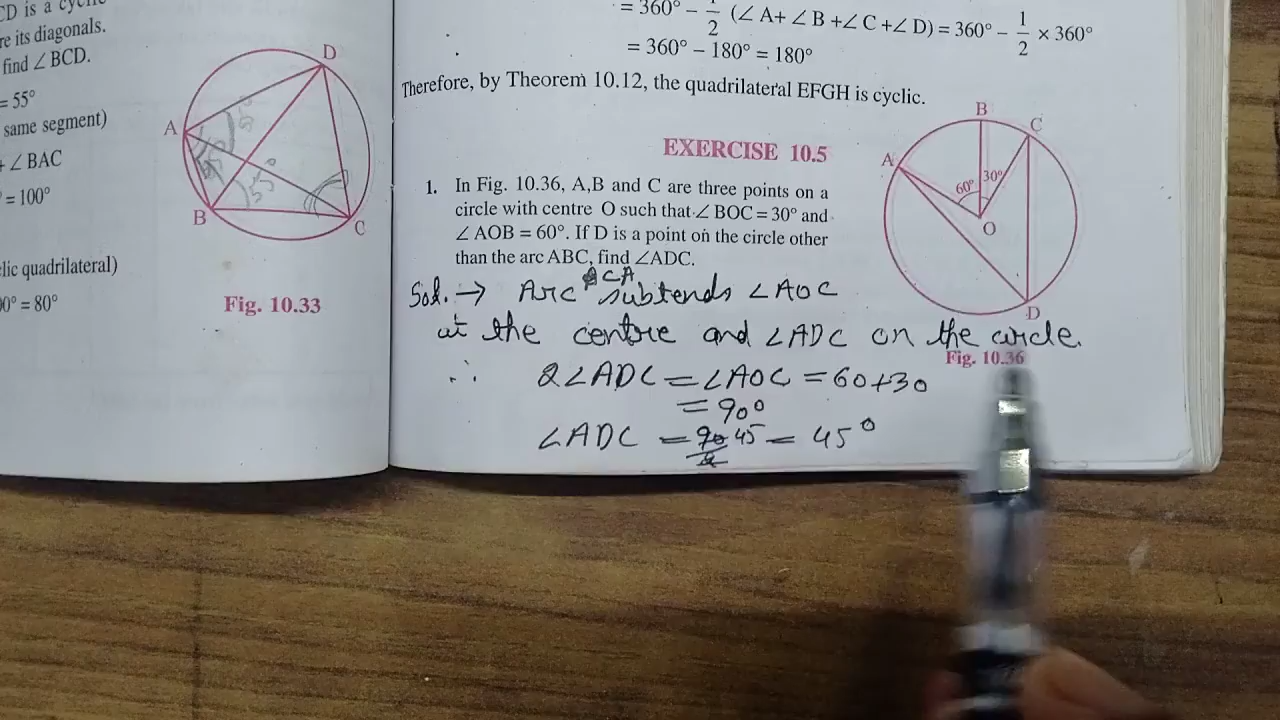 CD is a
re its diagonals.
find ∠ BCD.
= 55°
same segment)
+ ∠ BAC
° = 100°
lic quadrilateral)
00° = 80°
A
B
C
D
Fig. 10.33
= 360° − 1/2 (∠ A+ ∠ B +∠ C +∠ D) = 360° − 1/2 × 360°
= 360° − 180° = 180°
Therefore, by Theorem 10.12, the quadrilateral EFGH is cyclic.
EXERCISE 10.5
1. In Fig. 10.36, A,B and C are three points on a
circle with centre O such that ∠ BOC = 30° and
∠ AOB = 60°. If D is a point on the circle other
than the arc ABC, find ∠ADC.
A
B
C
60°
30°
O
D
Fig. 10.36
Sol. → Arc CA subtends ∠AOC
at the centre and ∠ADC on the circle.
∴ 2∠ADC = ∠AOC = 60+30
= 90°
∠ADC = 90/2 45 = 45°